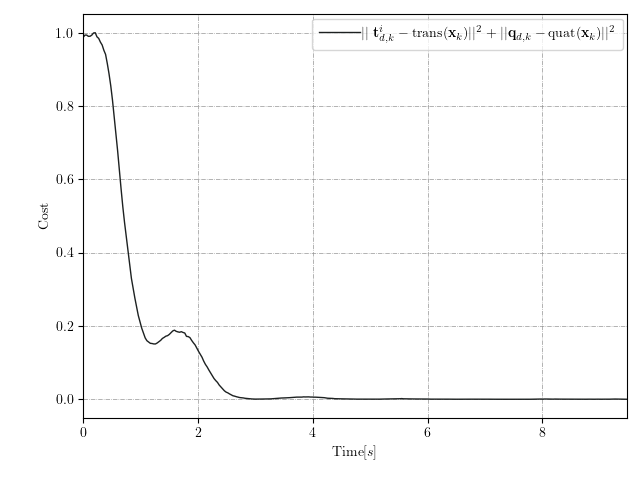 || t^i_{d,k} − trans(x_k)||^2 + ||q_{d,k} − quat(x_k)||^2
1.0
0.8
0.6
0.4
0.2
0.0
Cost
0 2 4 6 8
Time[s]